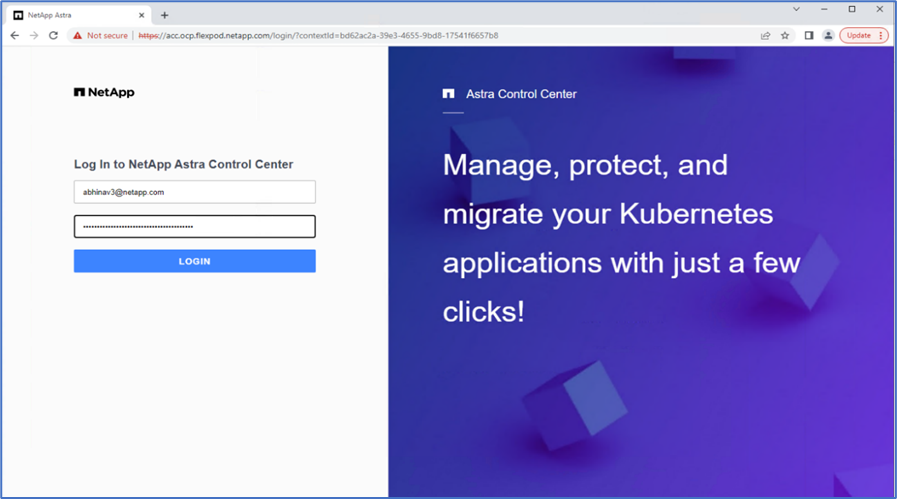 NetApp Astra
Not secure | https://acc.ocp.flexpod.netapp.com/login/?contextId=bd62ac2a-39e3-4655-9bd8-17541f6657b8
Update
NetApp
Log In to NetApp Astra Control Center
abhinav3@netapp.com
LOGIN
Astra Control Center
Manage, protect, and
migrate your Kubernetes
applications with just a few
clicks!